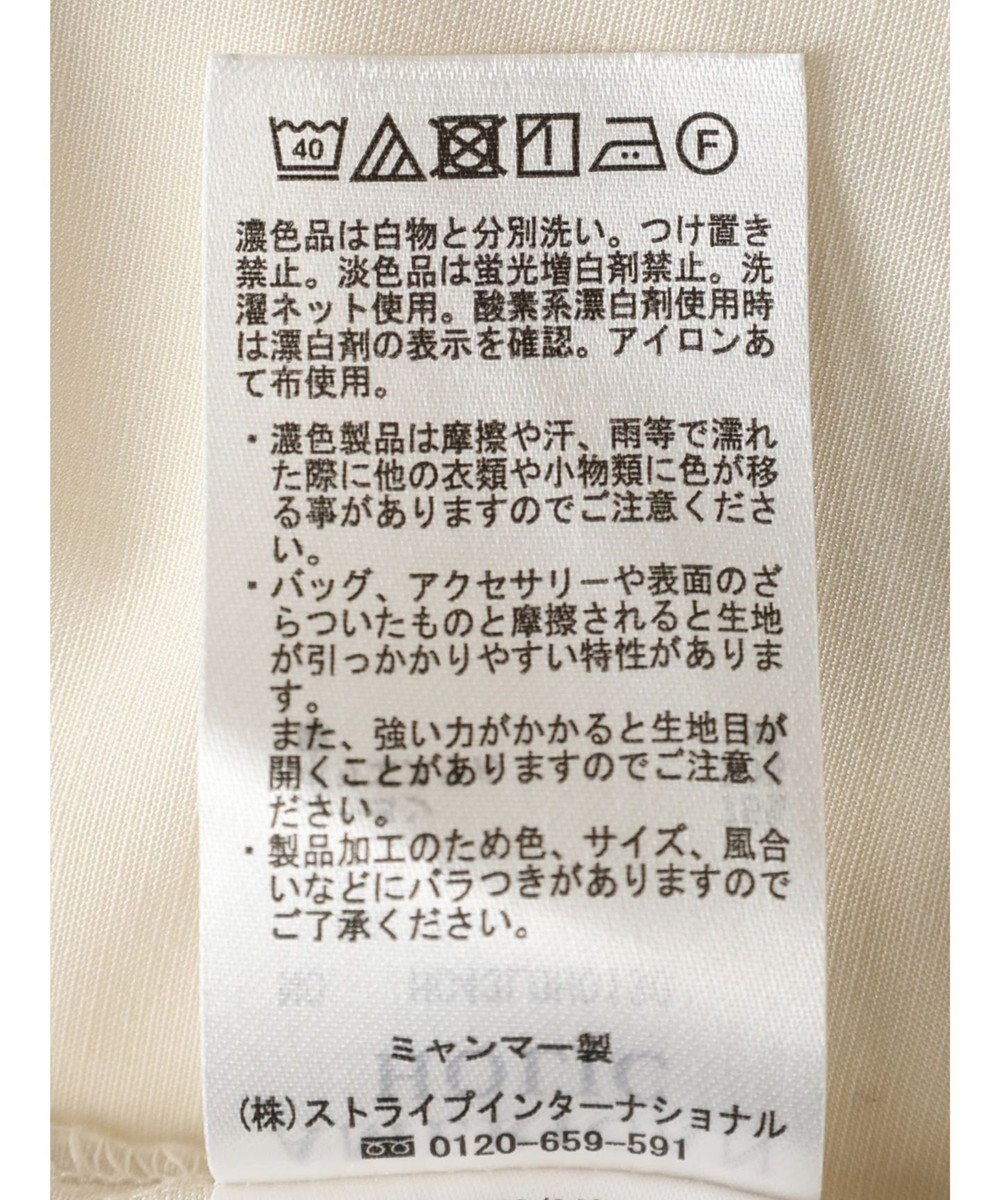 40 F
濃色品は白物と分別洗い。つけ置き
禁止。淡色品は蛍光増白剤禁止。洗
濯ネット使用。酸素系漂白剤使用時
は漂白剤の表示を確認。アイロンあ
て布使用。
・濃色製品は摩擦や汗、雨等で濡れ
た際に他の衣類や小物類に色が移
る事がありますのでご注意くださ
い。
・バッグ、アクセサリーや表面のざ
らついたものと摩擦されると生地
が引っかかりやすい特性がありま
す。
また、強い力がかかると生地目が
開くことがありますのでご注意く
ださい。
・製品加工のため色、サイズ、風合
いなどにバラつきがありますので
ご了承ください。
ミャンマー製
(株)ストライプインターナショナル
0120-659-591